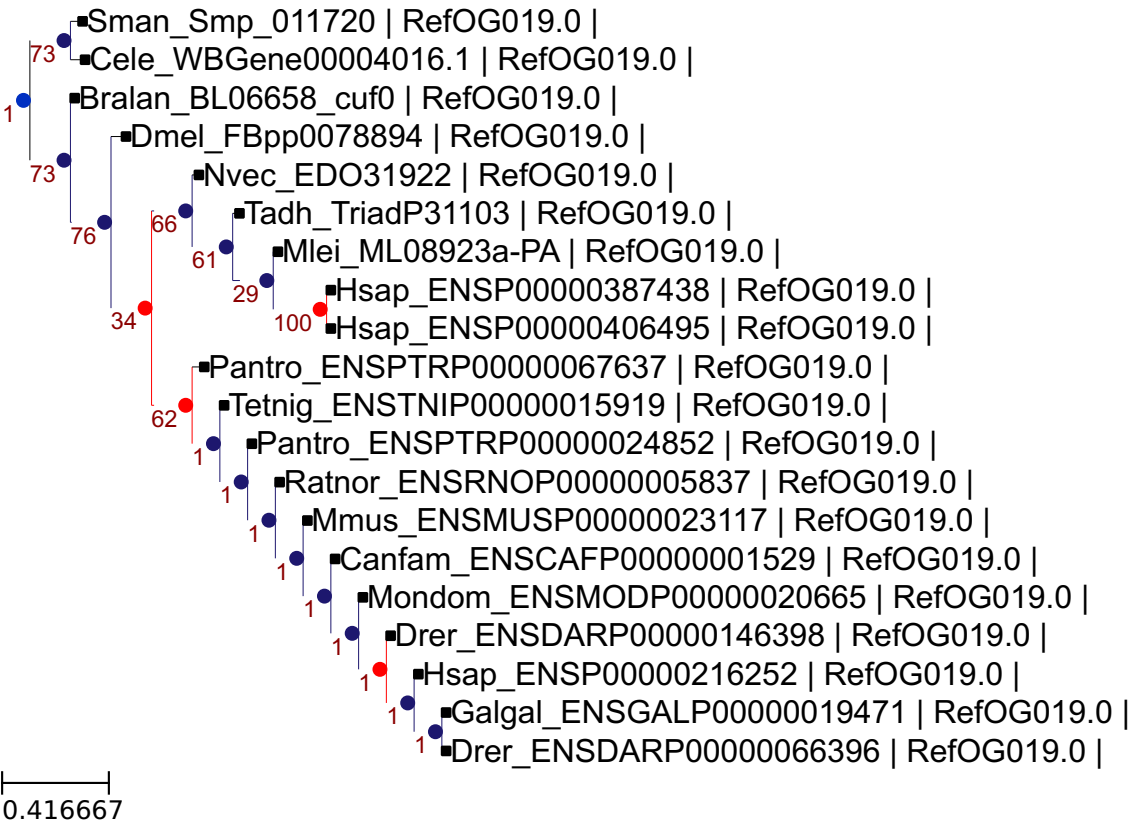 Sman_Smp_011720 | RefOG019.0 |
73
Cele_WBGene00004016.1 | RefOG019.0 |
1
Bralan_BL06658_cuf0 | RefOG019.0 |
Dmel_FBpp0078894 | RefOG019.0 |
73
Nvec_EDO31922 | RefOG019.0 |
66
Tadh_TriadP31103 | RefOG019.0 |
76
Mlei_ML08923a-PA | RefOG019.0 |
61
Hsap_ENSP00000387438 | RefOG019.0 |
29
34
100
Hsap_ENSP00000406495 | RefOG019.0 |
Pantro_ENSPTRP00000067637 | RefOG019.0 |
Tetnig_ENSTNIP00000015919 | RefOG019.0 |
62
Pantro_ENSPTRP00000024852 | RefOG019.0 |
1
Ratnor_ENSRNOP00000005837 | RefOG019.0 |
1
Mmus_ENSMUSP00000023117 | RefOG019.0 |
1
Canfam_ENSCAFP00000001529 | RefOG019.0 |
1
Mondom_ENSMODP00000020665 | RefOG019.0 |
1
Drer_ENSDARP00000146398 | RefOG019.0 |
1
Hsap_ENSP00000216252 | RefOG019.0 |
1
Galgal_ENSGALP00000019471 | RefOG019.0 |
1
Drer_ENSDARP00000066396 | RefOG019.0 |
1
0.416667